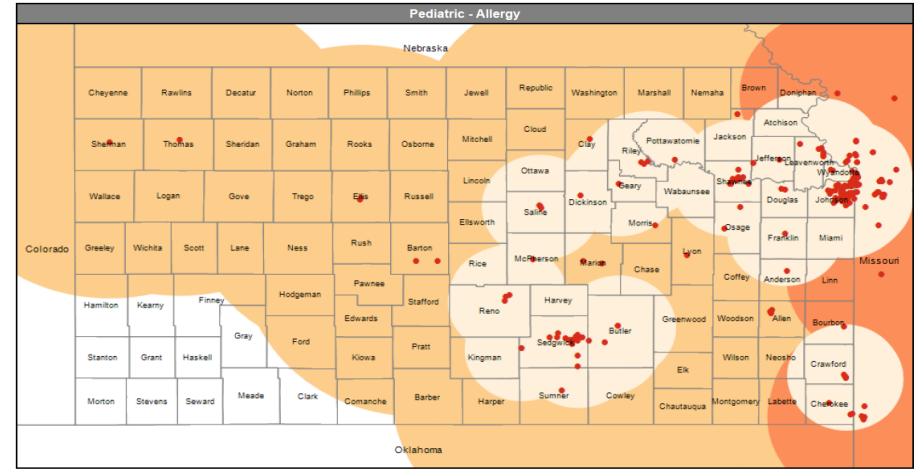 Pediatric - Allergy
Nebraska
Cheyenne Rawlins Decatur Norton Phillips Smith Jewell Republic Washington Marshall Nemaha Brown Doniphan
Sherman Thomas Sheridan Graham Rooks Osborne Mitchell Cloud Clay Riley Pottawatomie Jackson Atchison
Jefferson Leavenworth
Wyandotte
Wallace Logan Gove Trego Ellis Russell Lincoln Ottawa Dickinson Geary Wabaunsee Shawnee Douglas Johnson
Saline
Colorado Greeley Wichita Scott Lane Ness Rush Barton Ellsworth Morris Osage Franklin Miami
Missouri
Rice McPherson Marion Chase Lyon Coffey Anderson Linn
Hamilton Kearny Finney Hodgeman Pawnee Stafford Reno Harvey
Gray Ford Edwards Sedgwick Butler Greenwood Woodson Allen Bourbon
Stanton Grant Haskell Kiowa Pratt Kingman Elk Wilson Neosho Crawford
Morton Stevens Seward Meade Clark Comanche Barber Harper Sumner Cowley Chautauqua Montgomery Labette Cherokee
Oklahoma